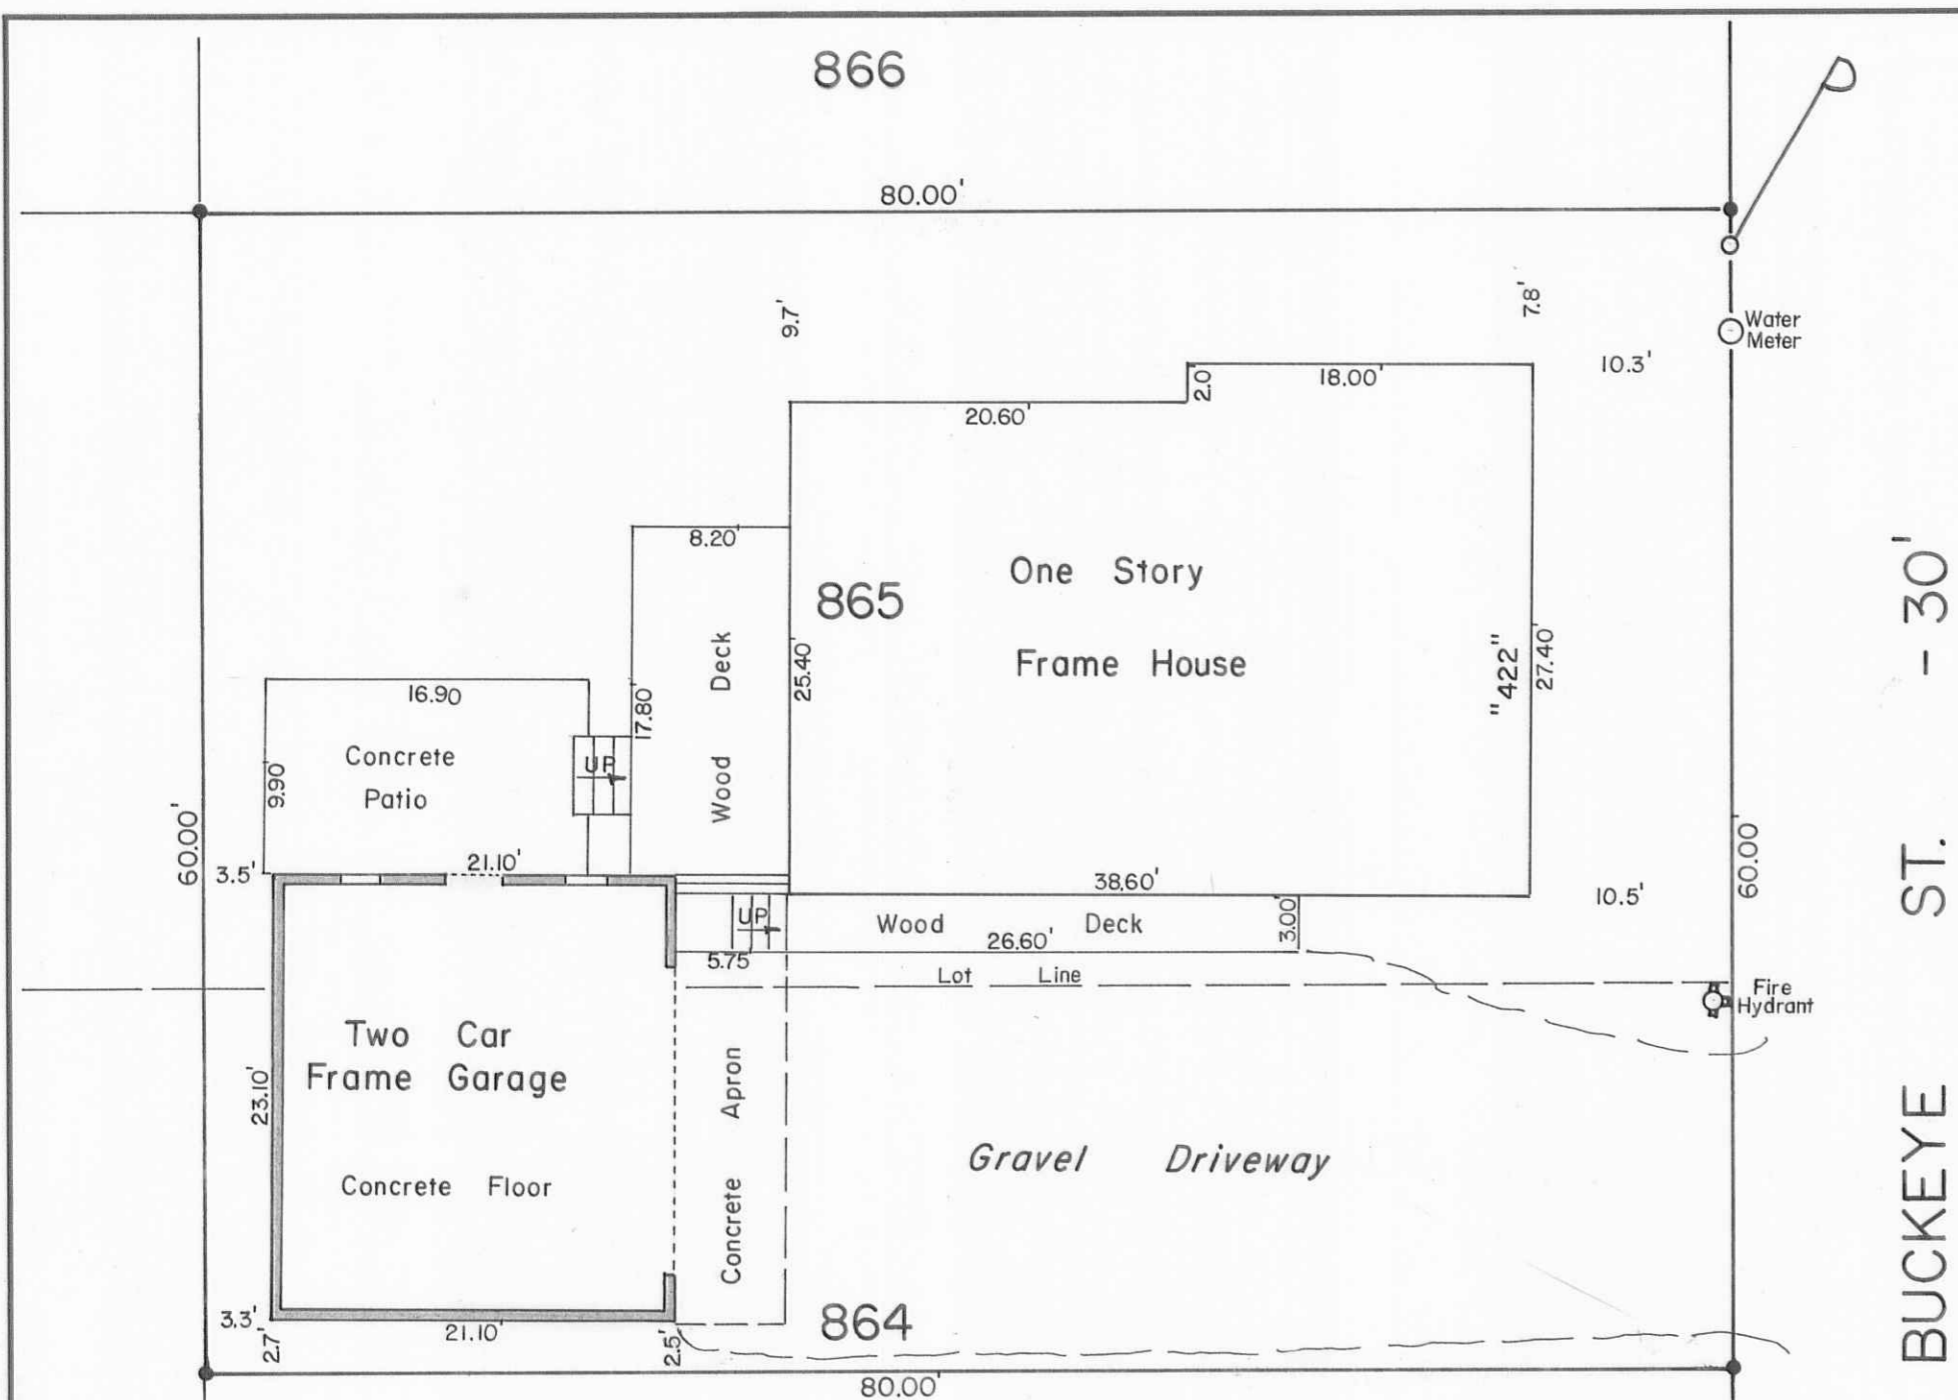 866
80.00'
9.7'
7.8'
Water
Meter
10.3'
2.0'
18.00'
20.60'
8.20'
865
One Story
Frame House
"422"
27.40'
25.40
Wood Deck
17.80'
16.90
Concrete
Patio
9.90
UP
60.00'
3.5'
21.10'
38.60'
10.5'
60.00'
UP
Wood Deck
3.00'
26.60'
5.75
Lot Line
Fire
Hydrant
Two Car
Frame Garage
23.10'
Concrete Floor
Concrete Apron
Gravel Driveway
864
3.3'
2.7'
21.10'
2.5'
80.00'
BUCKEYE ST. - 30'